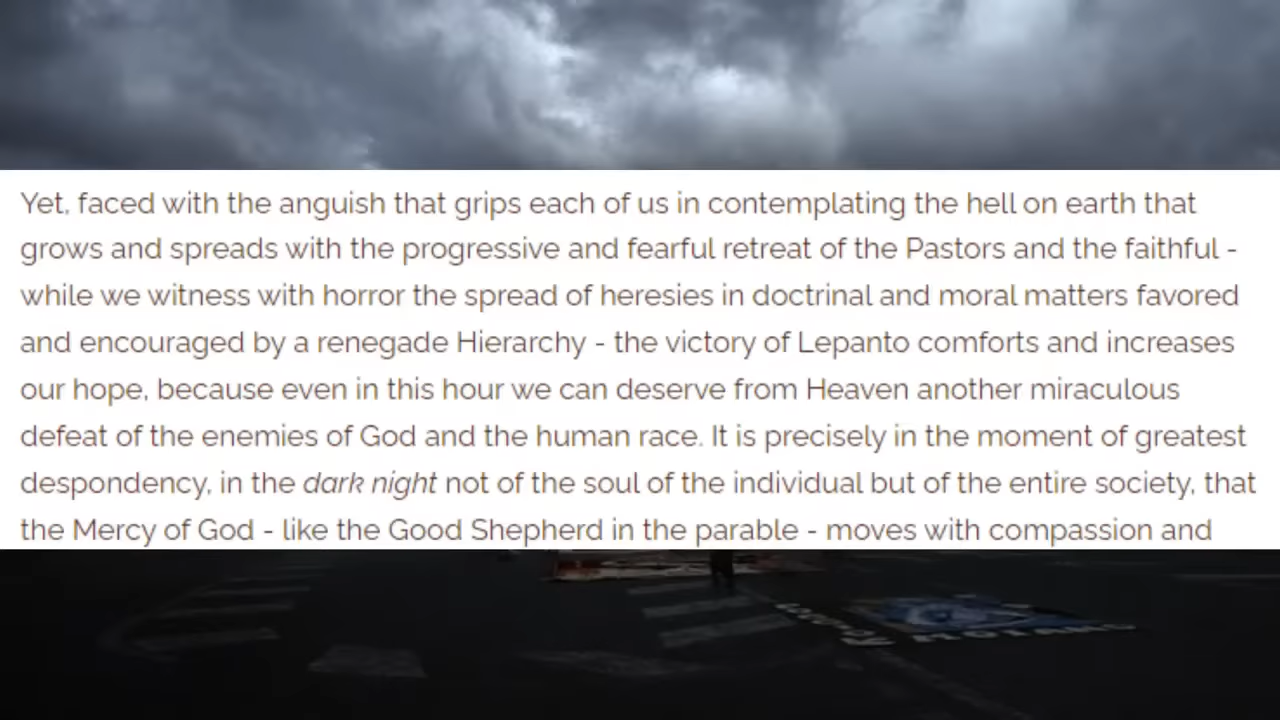 Yet, faced with the anguish that grips each of us in contemplating the hell on earth that
grows and spreads with the progressive and fearful retreat of the Pastors and the faithful -
while we witness with horror the spread of heresies in doctrinal and moral matters favored
and encouraged by a renegade Hierarchy - the victory of Lepanto comforts and increases
our hope, because even in this hour we can deserve from Heaven another miraculous
defeat of the enemies of God and the human race. It is precisely in the moment of greatest
despondency, in the dark night not of the soul of the individual but of the entire society, that
the Mercy of God - like the Good Shepherd in the parable - moves with compassion and